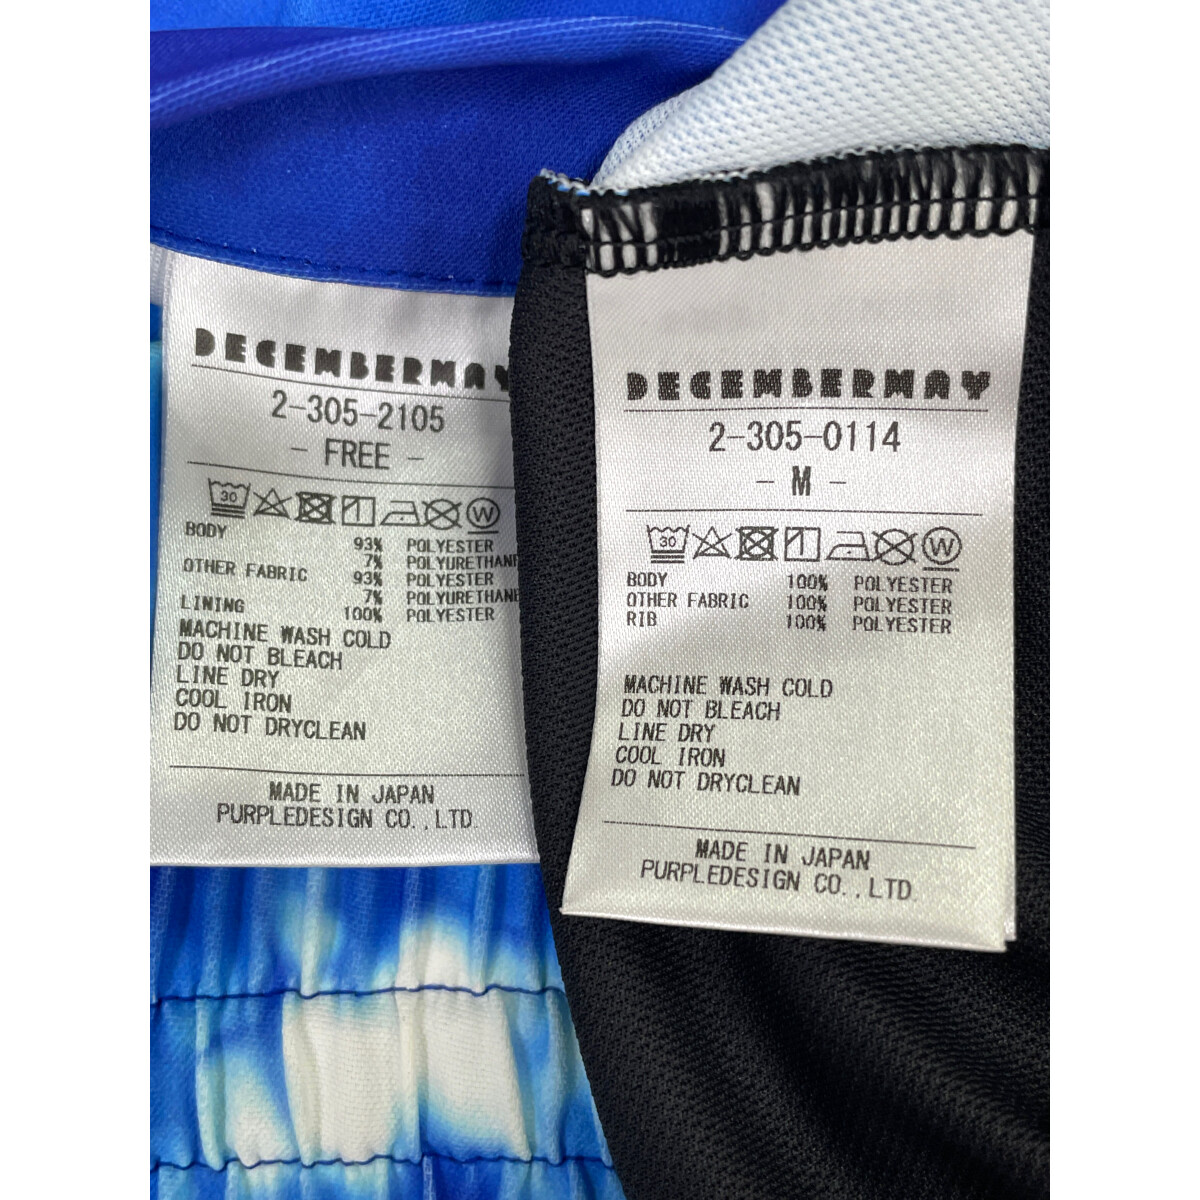 DECEMBERMAY
2-305-2105
- FREE -
30 W
BODY 93% POLYESTER
7% POLYURETHANE
OTHER FABRIC 93% POLYESTER
7% POLYURETHANE
LINING 100% POLYESTER
MACHINE WASH COLD
DO NOT BLEACH
LINE DRY
COOL IRON
DO NOT DRYCLEAN
MADE IN JAPAN
PURPLEDESIGN CO.,LTD.
DECEMBERMAY
2-305-0114
- M -
30 W
BODY 100% POLYESTER
OTHER FABRIC 100% POLYESTER
RIB 100% POLYESTER
MACHINE WASH COLD
DO NOT BLEACH
LINE DRY
COOL IRON
DO NOT DRYCLEAN
MADE IN JAPAN
PURPLEDESIGN CO.,LTD.